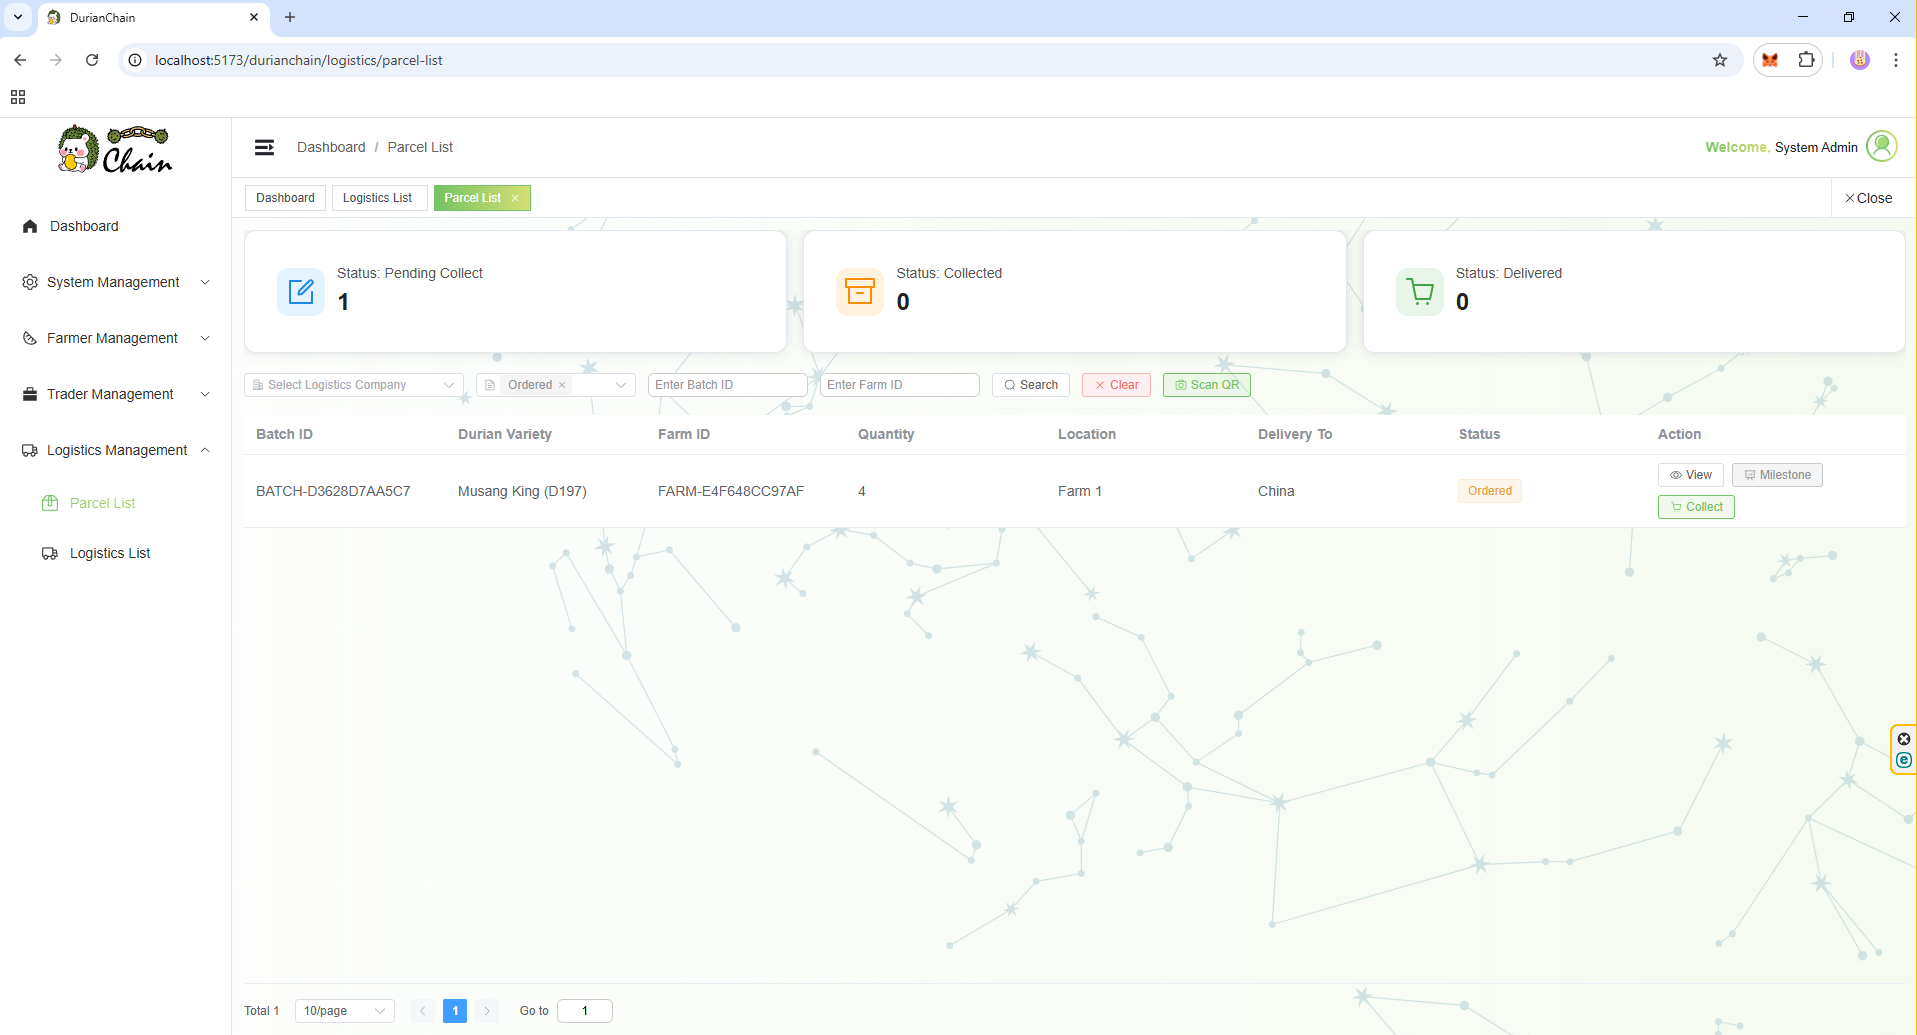 DurianChain
localhost:5173/durianchain/logistics/parcel-list
Chain
Dashboard / Parcel List
Welcome, System Admin
Dashboard
Logistics List
Parcel List
Close
Dashboard
System Management
Farmer Management
Trader Management
Logistics Management
Parcel List
Logistics List
Status: Pending Collect
1
Status: Collected
0
Status: Delivered
0
Select Logistics Company
Ordered
Enter Batch ID
Enter Farm ID
Search
Clear
Scan QR
Batch ID Durian Variety Farm ID Quantity Location Delivery To Status Action
BATCH-D3628D7AA5C7 Musang King (D197) FARM-E4F648CC97AF 4 Farm 1 China Ordered
View
Milestone
Collect
Total 1
10/page
1
Go to
1